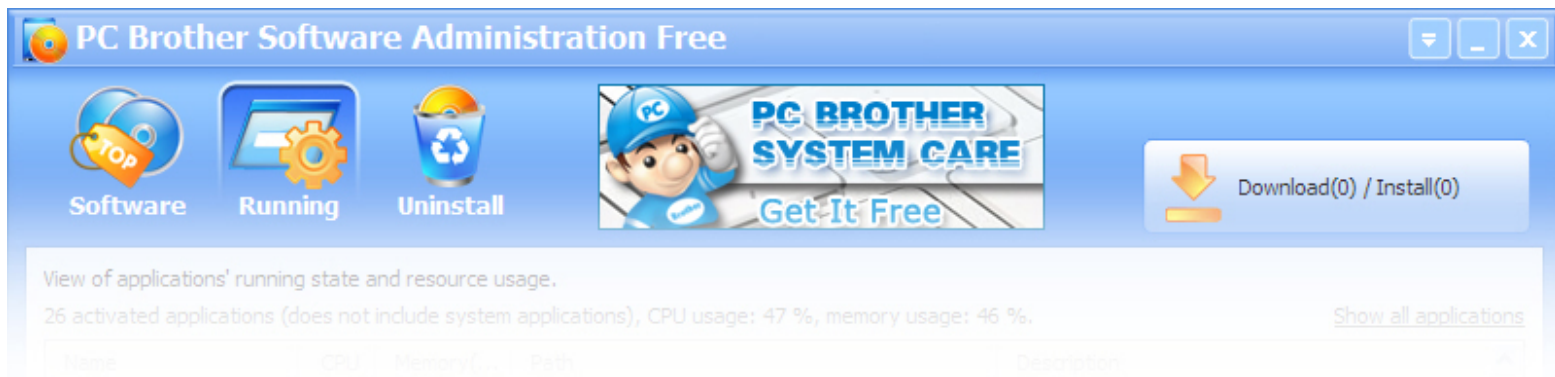 PC Brother Software Administration Free
TOP
PC
PC BROTHER
SYSTEM CARE
Get It Free
Brother
Download(0) / Install(0)
Software Running Uninstall
View of applications' running state and resource usage.
26 activated applications (does not include system applications), CPU usage: 47 %, memory usage: 46 %. Show all applications
Name CPU Memory(... Path Description